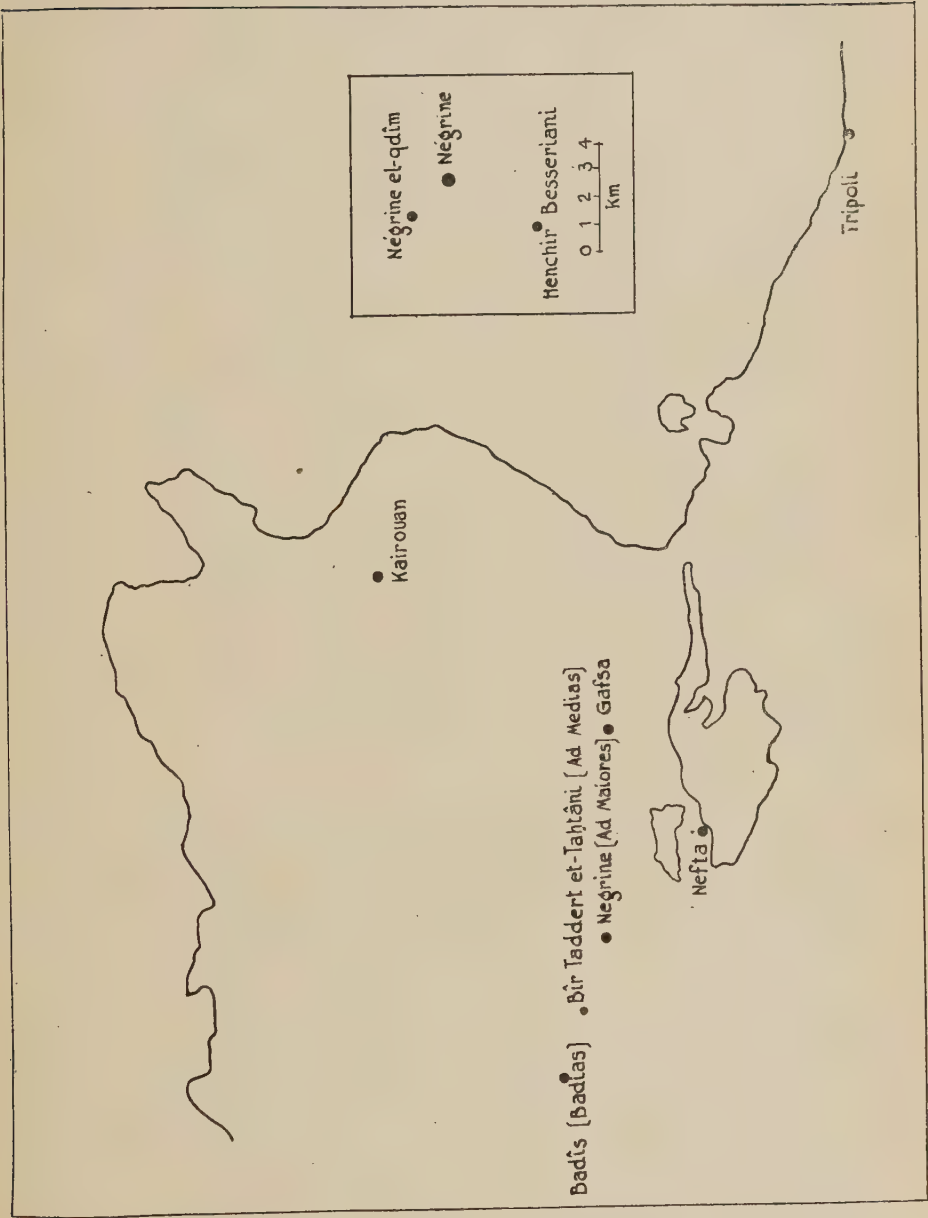 Négrine el-qdîm
Négrine
Henchir Besseriani
0 1 2 3 4
km
Kairouan
Tripoli
Badîs [Badias]
Bîr Taddert et-Taḥtâni [Ad Medias]
Negrine [Ad Maiores]
Gafsa
Nefta